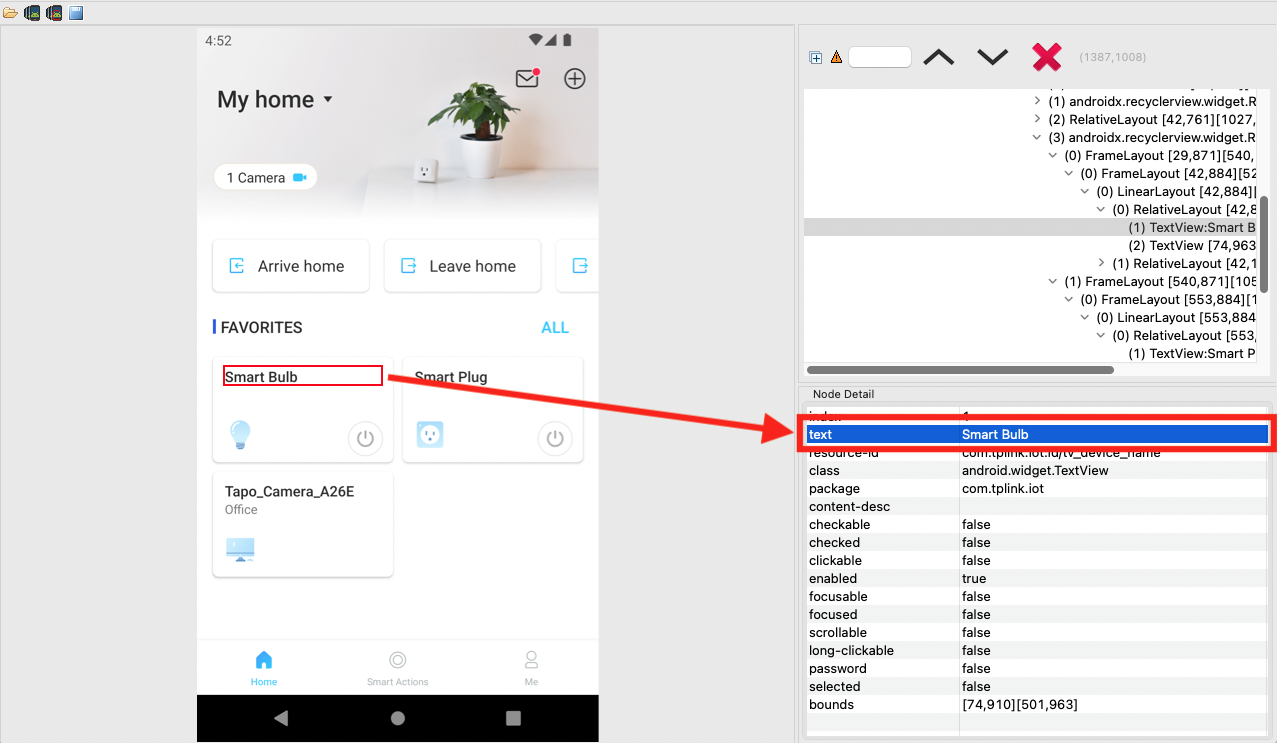 4:52
My home
1 Camera
Arrive home
Leave home
FAVORITES
ALL
Smart Bulb
Smart Plug
Tapo_Camera_A26E
Office
Home
Smart Actions
Me
(1387,1008)
(1) androidx.recyclerview.widget.R
(2) RelativeLayout [42,761][1027,
(3) androidx.recyclerview.widget.R
(0) FrameLayout [29,871][540,
(0) FrameLayout [42,884][52
(0) LinearLayout [42,884][
(0) RelativeLayout [42,8
(1) TextView:Smart B
(2) TextView [74,963
(1) RelativeLayout [42,1
(1) FrameLayout [540,871][105
(0) FrameLayout [553,884][1
(0) LinearLayout [553,884
(0) RelativeLayout [553,
(1) TextView:Smart P
Node Detail
index 1
text Smart Bulb
resource-id com.tplink.iot:id/tv_device_name
class android.widget.TextView
package com.tplink.iot
content-desc
checkable false
checked false
clickable false
enabled true
focusable false
focused false
scrollable false
long-clickable false
password false
selected false
bounds [74,910][501,963]